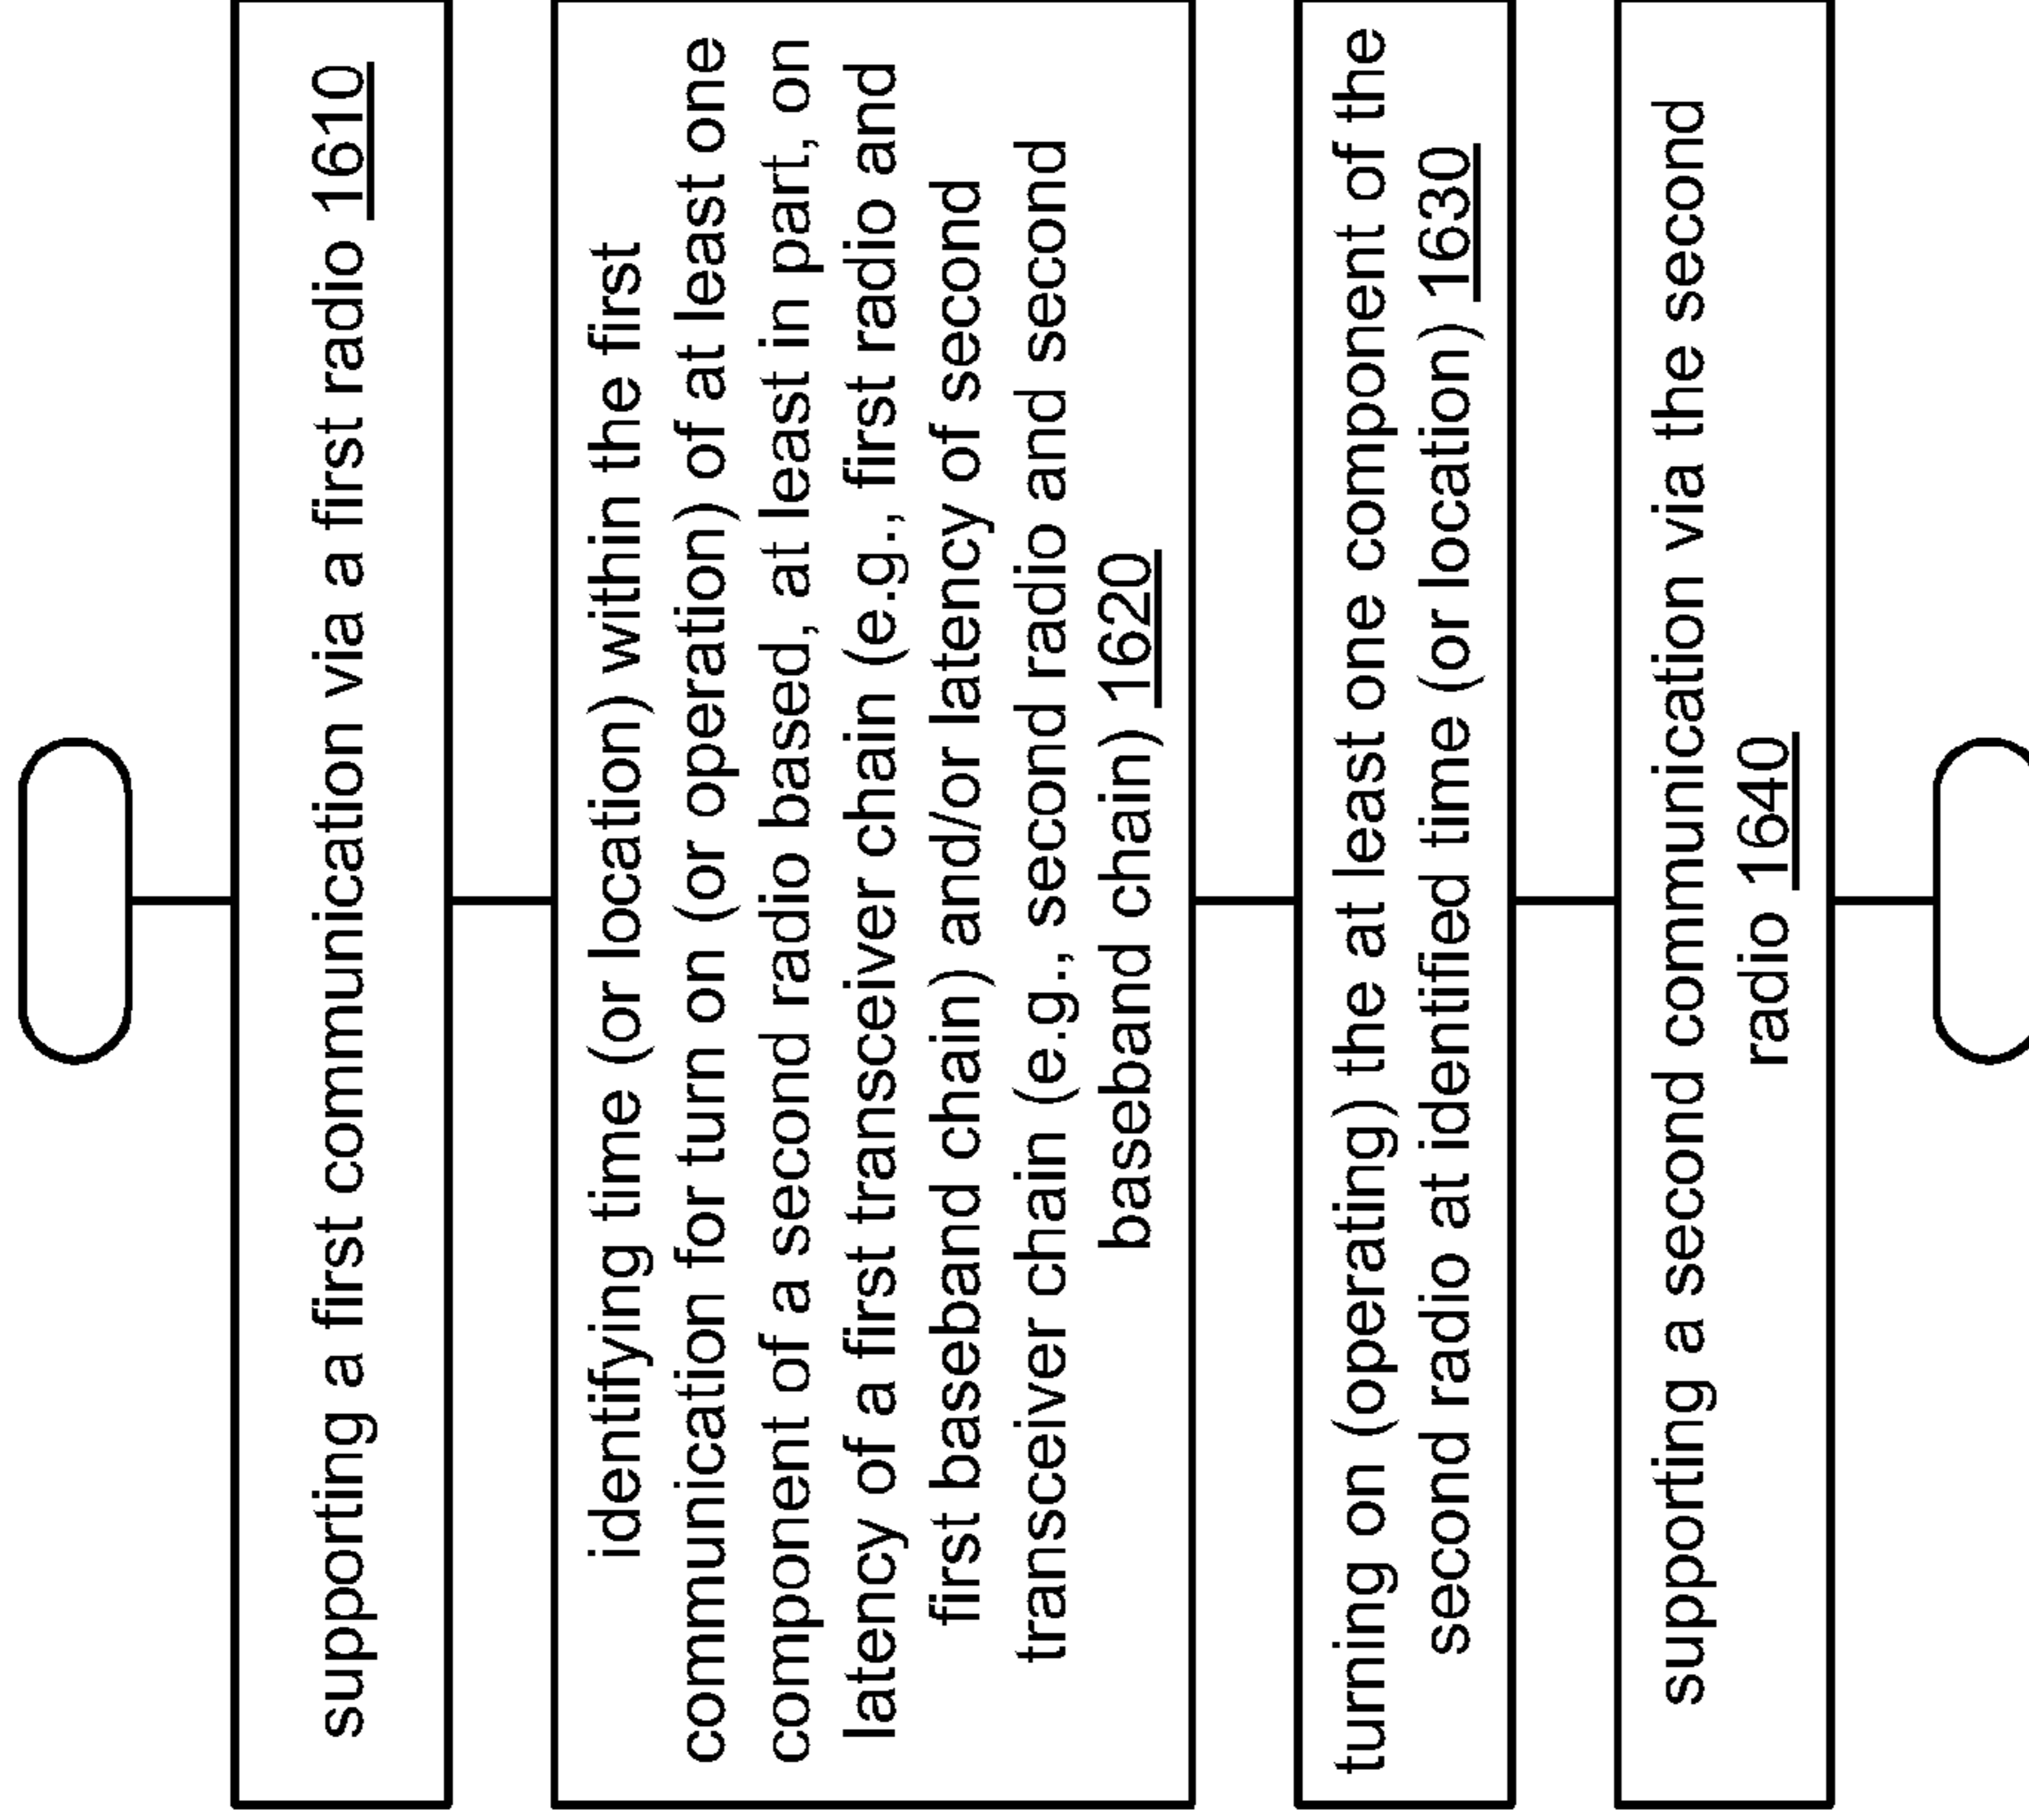 supporting a first communication via a first radio 1610
identifying time (or location) within the first
communication for turn on (or operation) of at least one
component of a second radio based, at least in part, on
latency of a first transceiver chain (e.g., first radio and
first baseband chain) and/or latency of second
transceiver chain (e.g., second radio and second
baseband chain) 1620
turning on (operating) the at least one component of the
second radio at identified time (or location) 1630
supporting a second communication via the second
radio 1640